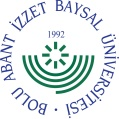 BOLU ABANT İZZET BAYSAL ÜNİVERSİTESİ
1992